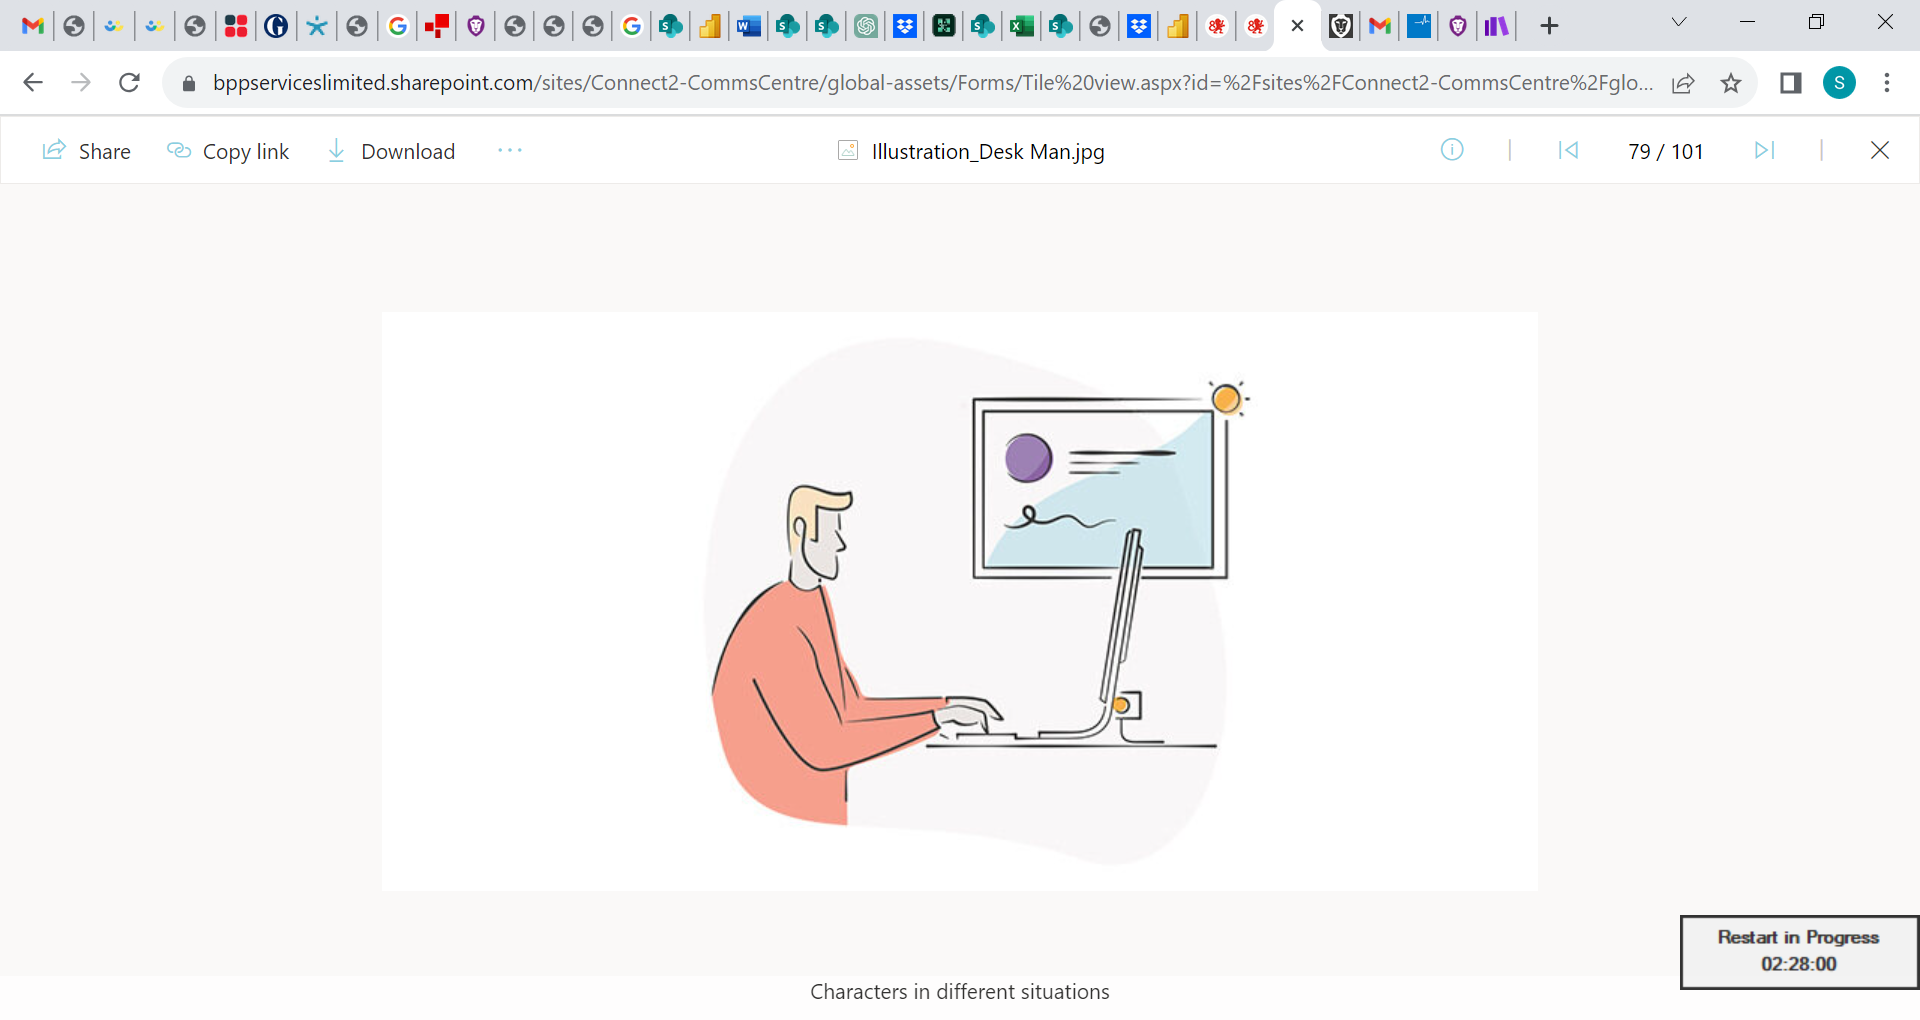 bppserviceslimited.sharepoint.com/sites/Connect2-CommsCentre/global-assets/Forms/Tile%20view.aspx?id=%2Fsites%2FConnect2-CommsCentre%2Fglo...
S
Share Copy link Download ... Illustration_Desk Man.jpg 79 / 101
Restart in Progress
02:28:00
Characters in different situations